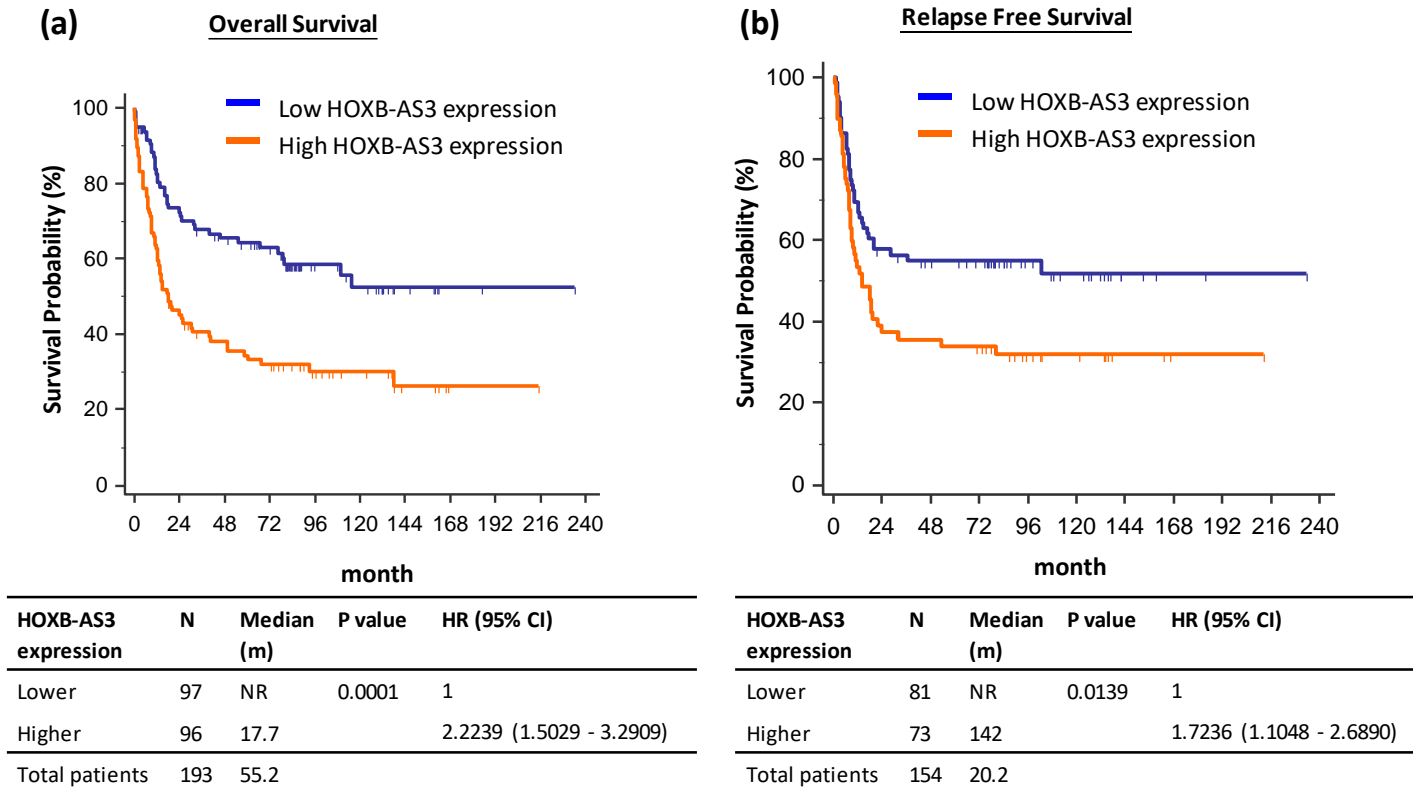 (a)
Overall Survival
Low HOXB-AS3 expression
High HOXB-AS3 expression
Survival Probability (%)
100
80
60
40
20
0
0 24 48 72 96 120 144 168 192 216 240
month
HOXB-AS3 expression N Median (m) P value HR (95% CI)
Lower 97 NR 0.0001 1
Higher 96 17.7 2.2239 (1.5029 - 3.2909)
Total patients 193 55.2
(b)
Relapse Free Survival
Low HOXB-AS3 expression
High HOXB-AS3 expression
Survival Probability (%)
100
80
60
40
20
0
0 24 48 72 96 120 144 168 192 216 240
month
HOXB-AS3 expression N Median (m) P value HR (95% CI)
Lower 81 NR 0.0139 1
Higher 73 142 1.7236 (1.1048 - 2.6890)
Total patients 154 20.2